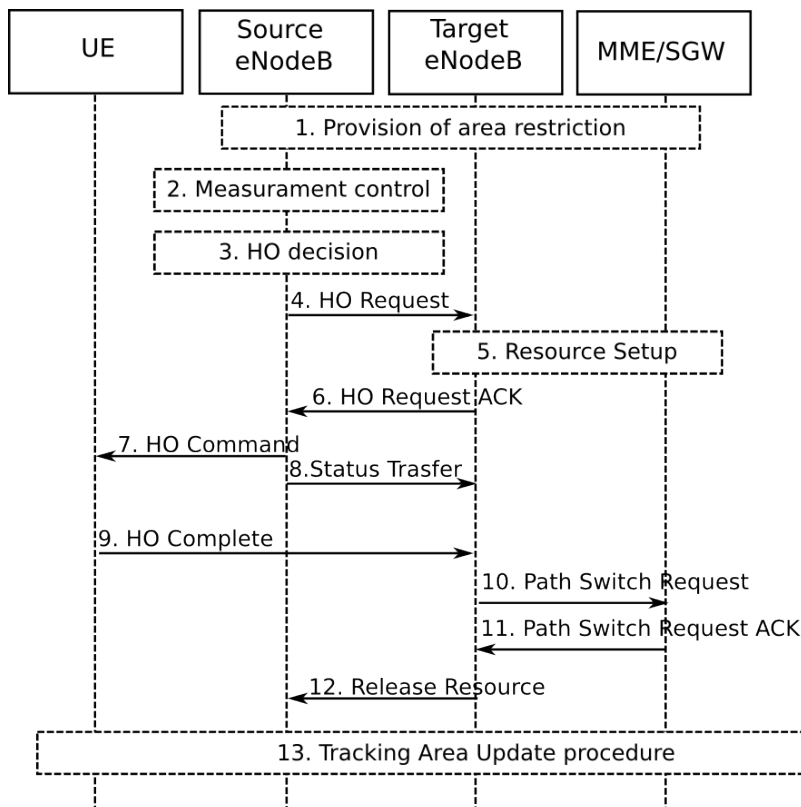 UE
Source
eNodeB
Target
eNodeB
MME/SGW
1. Provision of area restriction
2. Measurament control
3. HO decision
4. HO Request
5. Resource Setup
6. HO Request ACK
7. HO Command
8.Status Trasfer
9. HO Complete
10. Path Switch Request
11. Path Switch Request ACK
12. Release Resource
13. Tracking Area Update procedure